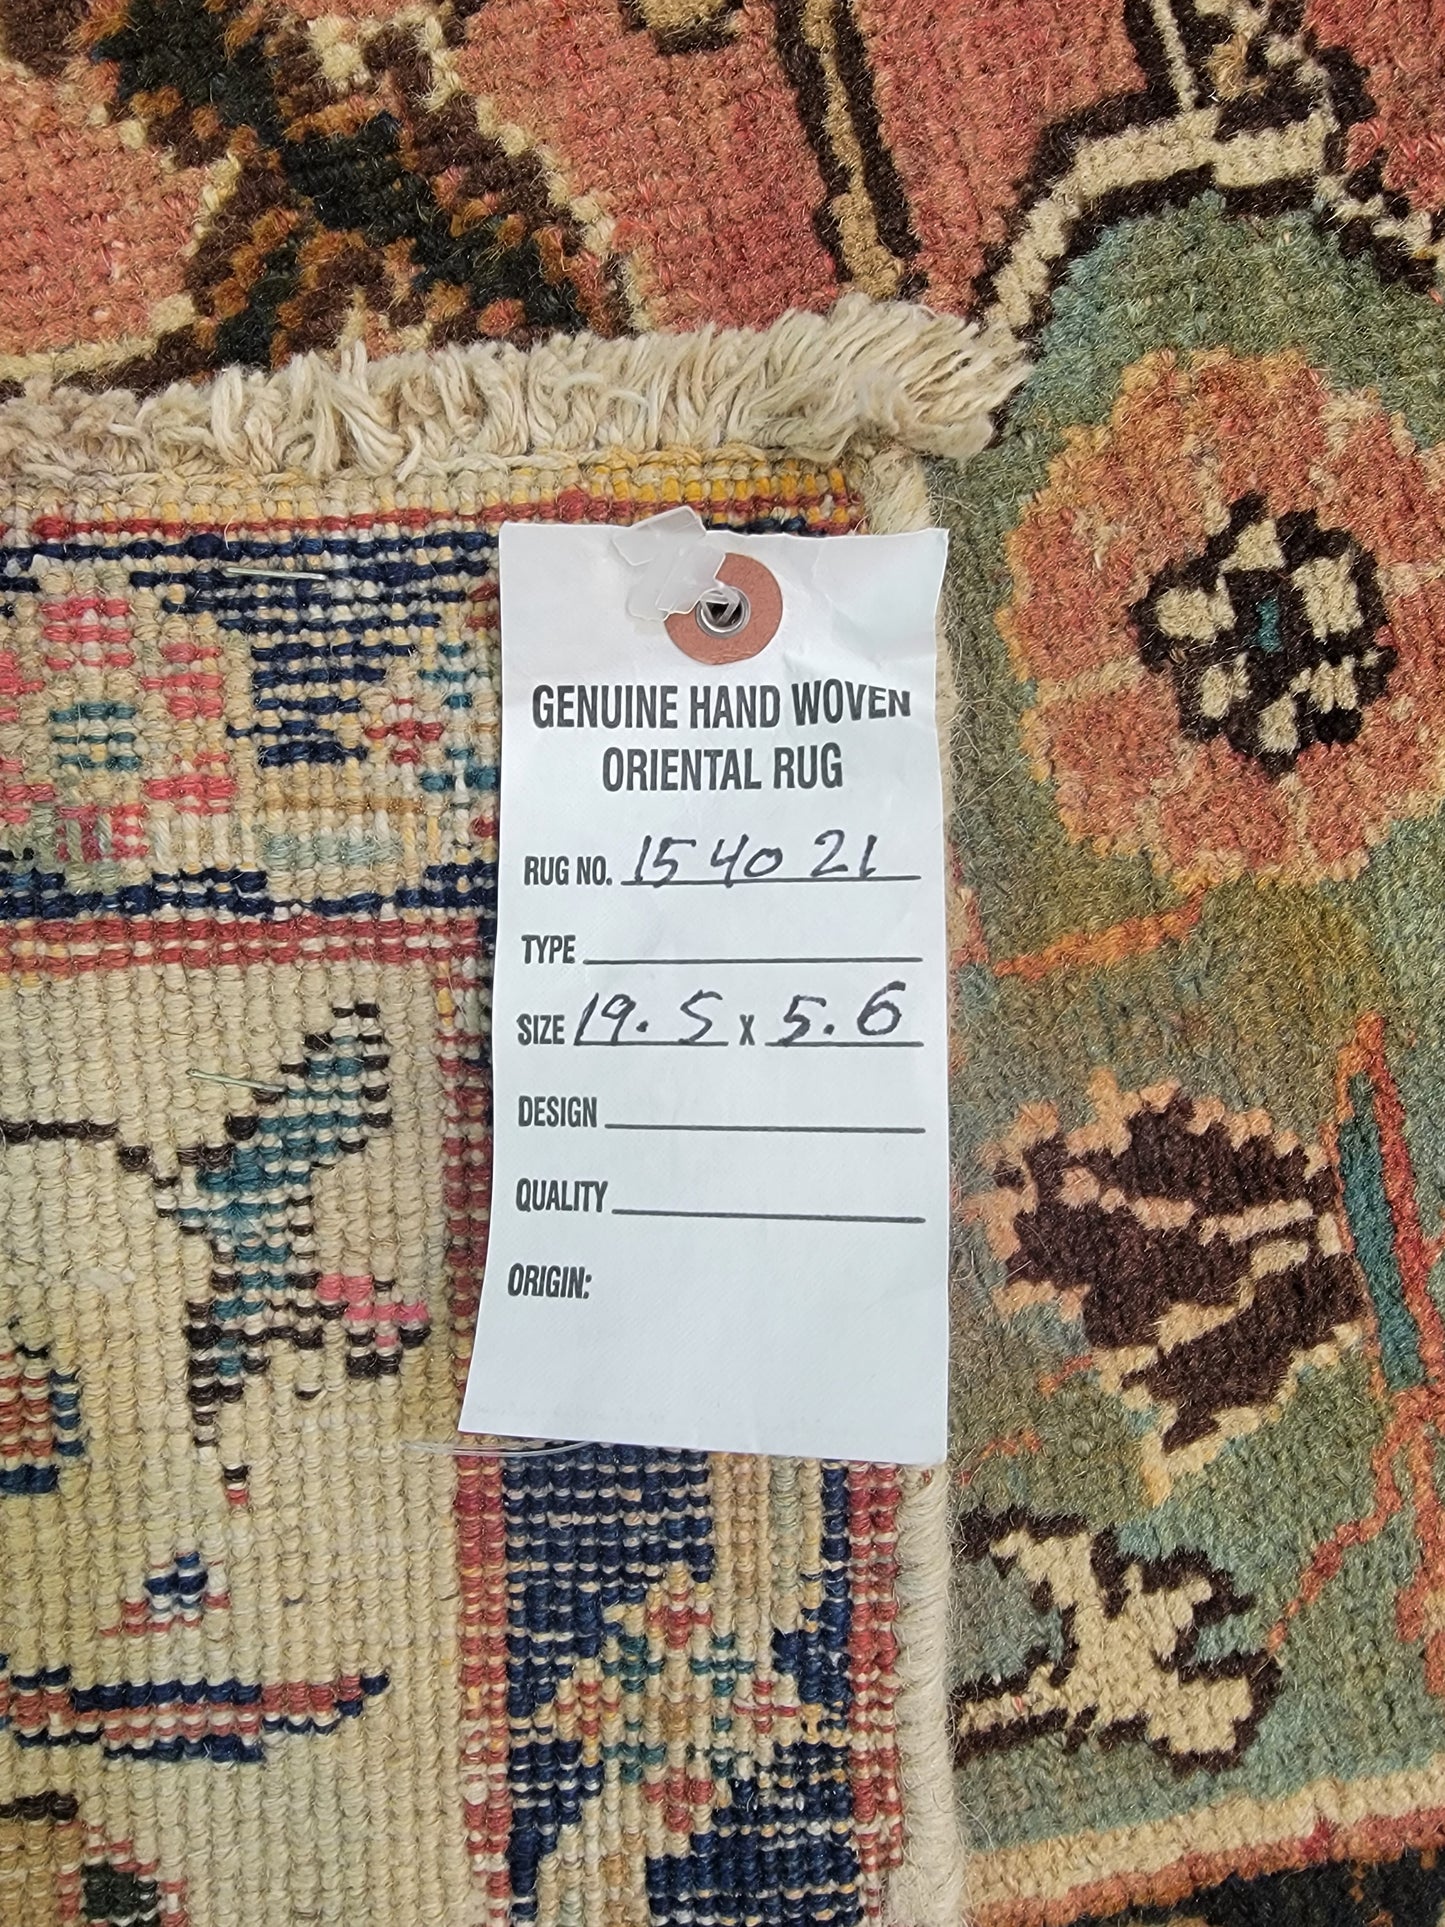 GENUINE HAND WOVEN
ORIENTAL RUG
RUG NO. 154021
TYPE
SIZE 19.5 X 5.6
DESIGN
QUALITY
ORIGIN: